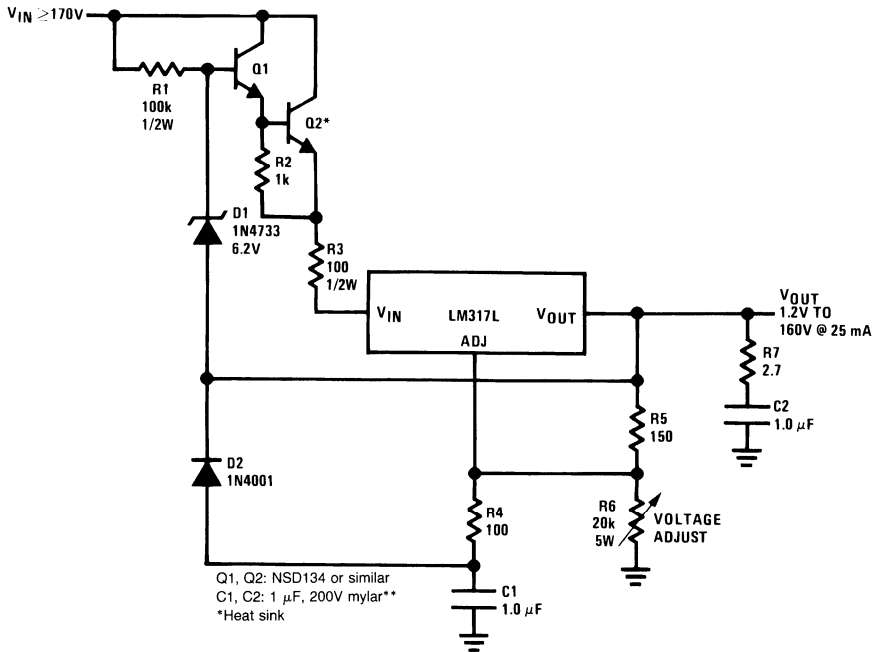 VIN ≥170V
R1
100k
1/2W
Q1
Q2*
R2
1k
D1
1N4733
6.2V
R3
100
1/2W
VIN
LM317L
VOUT
ADJ
VOUT
1.2V TO
160V @ 25 mA
R7
2.7
C2
1.0 μF
R5
150
D2
1N4001
R4
100
R6
20k
5W
VOLTAGE
ADJUST
C1
1.0 μF
Q1, Q2: NSD134 or similar
C1, C2: 1 μF, 200V mylar**
*Heat sink